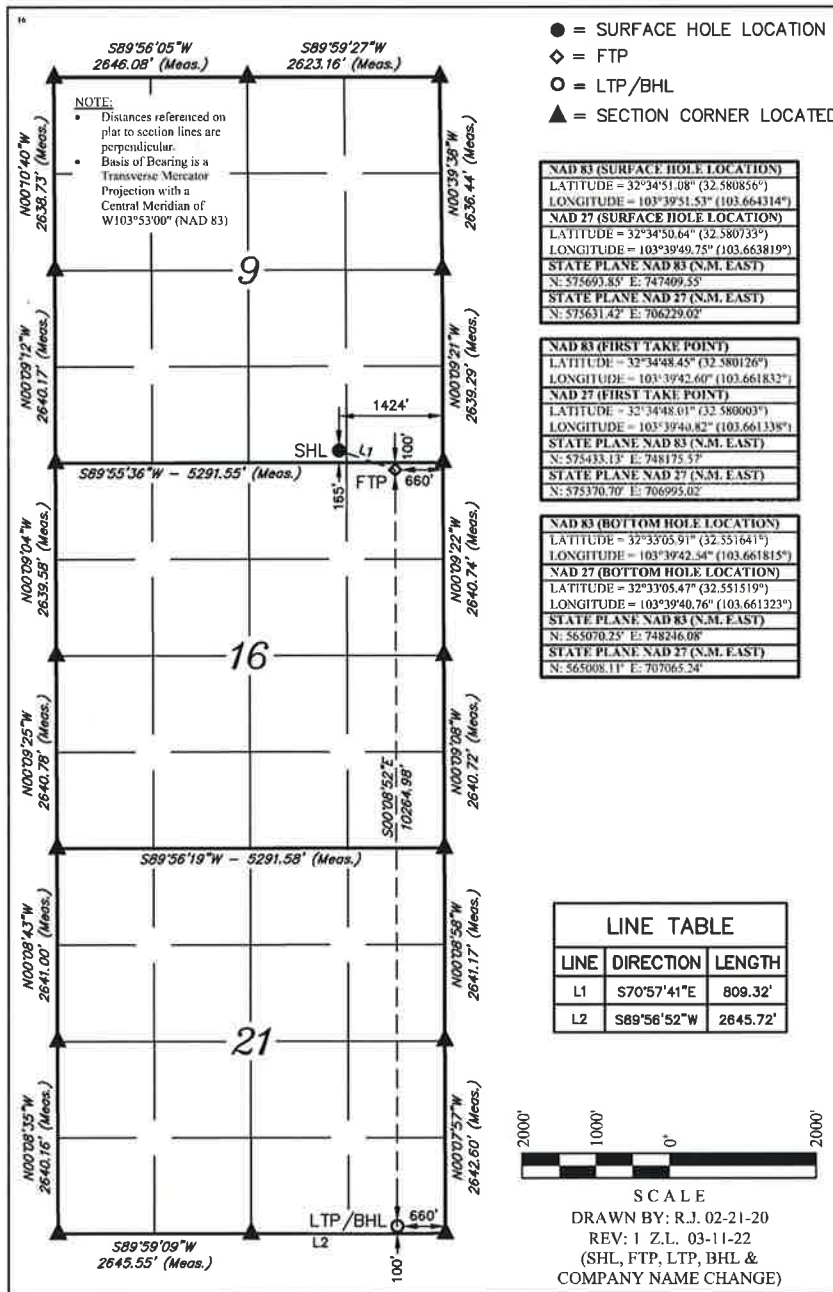 16
S89°56'05"W
2646.08' (Meas.)
S89°59'27"W
2623.16' (Meas.)
NOTE:
• Distances referenced on
plat to section lines are
perpendicular.
• Basis of Bearing is a
Transverse Mercator
Projection with a
Central Meridian of
W103°53'00" (NAD 83)
N00°10'40"W
2638.73' (Meas.)
N00°39'38"W
2636.44' (Meas.)
9
N00°09'12"W
2640.17' (Meas.)
N00°09'21"W
2639.29' (Meas.)
1424'
SHL
L1
100'
S89°55'36"W - 5291.55' (Meas.)
165'
FTP
660'
N00°09'04"W
2639.58' (Meas.)
N00°09'22"W
2640.74' (Meas.)
16
N00°09'25"W
2640.78' (Meas.)
N00°09'08"W
2640.72' (Meas.)
S00°08'52"E
10264.98'
S89°56'19"W - 5291.58' (Meas.)
N00°08'43"W
2641.00' (Meas.)
N00°08'58"W
2641.17' (Meas.)
21
N00°08'35"W
2640.16' (Meas.)
N00°07'57"W
2642.60' (Meas.)
LTP/BHL
660'
S89°59'09"W
2645.55' (Meas.)
L2
100'
● = SURFACE HOLE LOCATION
◇ = FTP
○ = LTP/BHL
▲ = SECTION CORNER LOCATED
NAD 83 (SURFACE HOLE LOCATION)
LATITUDE = 32°34'51.08" (32.580856°)
LONGITUDE = 103°39'51.53" (103.664314°)
NAD 27 (SURFACE HOLE LOCATION)
LATITUDE = 32°34'50.64" (32.580733°)
LONGITUDE = 103°39'49.75" (103.663819°)
STATE PLANE NAD 83 (N.M. EAST)
N: 575693.85' E: 747409.55'
STATE PLANE NAD 27 (N.M. EAST)
N: 575631.42' E: 706229.02'
NAD 83 (FIRST TAKE POINT)
LATITUDE = 32°34'48.45" (32.580126°)
LONGITUDE = 103°39'42.60" (103.661832°)
NAD 27 (FIRST TAKE POINT)
LATITUDE = 32°34'48.01" (32.580003°)
LONGITUDE = 103°39'40.82" (103.661338°)
STATE PLANE NAD 83 (N.M. EAST)
N: 575433.13' E: 748175.57'
STATE PLANE NAD 27 (N.M. EAST)
N: 575370.70' E: 706995.02'
NAD 83 (BOTTOM HOLE LOCATION)
LATITUDE = 32°33'05.91" (32.551641°)
LONGITUDE = 103°39'42.54" (103.661815°)
NAD 27 (BOTTOM HOLE LOCATION)
LATITUDE = 32°33'05.47" (32.551519°)
LONGITUDE = 103°39'40.76" (103.661323°)
STATE PLANE NAD 83 (N.M. EAST)
N: 565070.25' E: 748246.08'
STATE PLANE NAD 27 (N.M. EAST)
N: 565008.11' E: 707065.24'
LINE TABLE
LINE DIRECTION LENGTH
L1 S70°57'41"E 809.32'
L2 S89°56'52"W 2645.72'
2000' 1000' 0' 2000'
SCALE
DRAWN BY: R.J. 02-21-20
REV: 1 Z.L. 03-11-22
(SHL, FTP, LTP, BHL &
COMPANY NAME CHANGE)